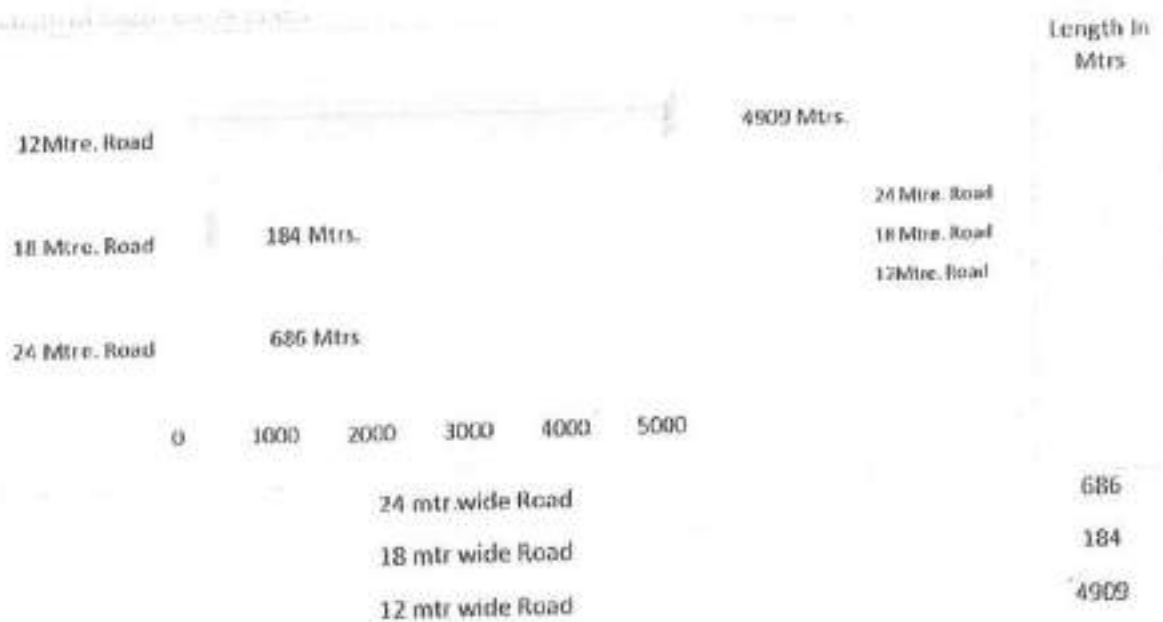 Length In
Mtrs
12Mtre. Road
4909 Mtrs.
24 Mtre. Road
18 Mtre. Road
184 Mtrs.
18 Mtre. Road
12Mtre. Road
24 Mtre. Road
686 Mtrs
0 1000 2000 3000 4000 5000
24 mtr.wide Road 686
18 mtr wide Road 184
12 mtr wide Road 4909